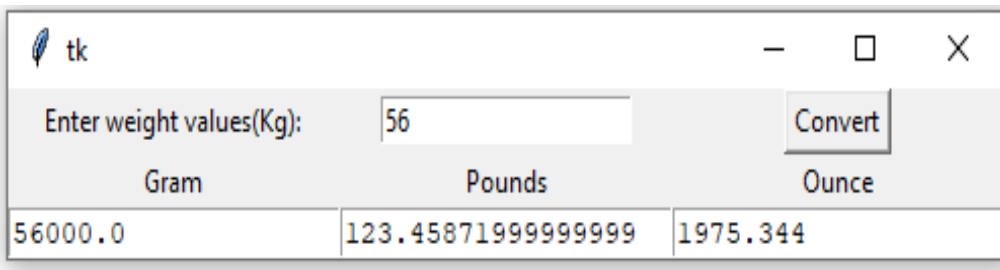 tk
Enter weight values(Kg): 56 Convert
Gram Pounds Ounce
56000.0 123.45871999999999 1975.344